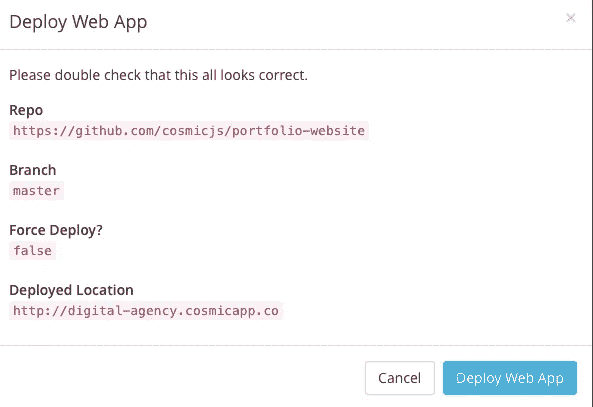 Deploy Web App
×
Please double check that this all looks correct.
Repo
https://github.com/cosmicjs/portfolio-website
Branch
master
Force Deploy?
false
Deployed Location
http://digital-agency.cosmicapp.co
Cancel
Deploy Web App